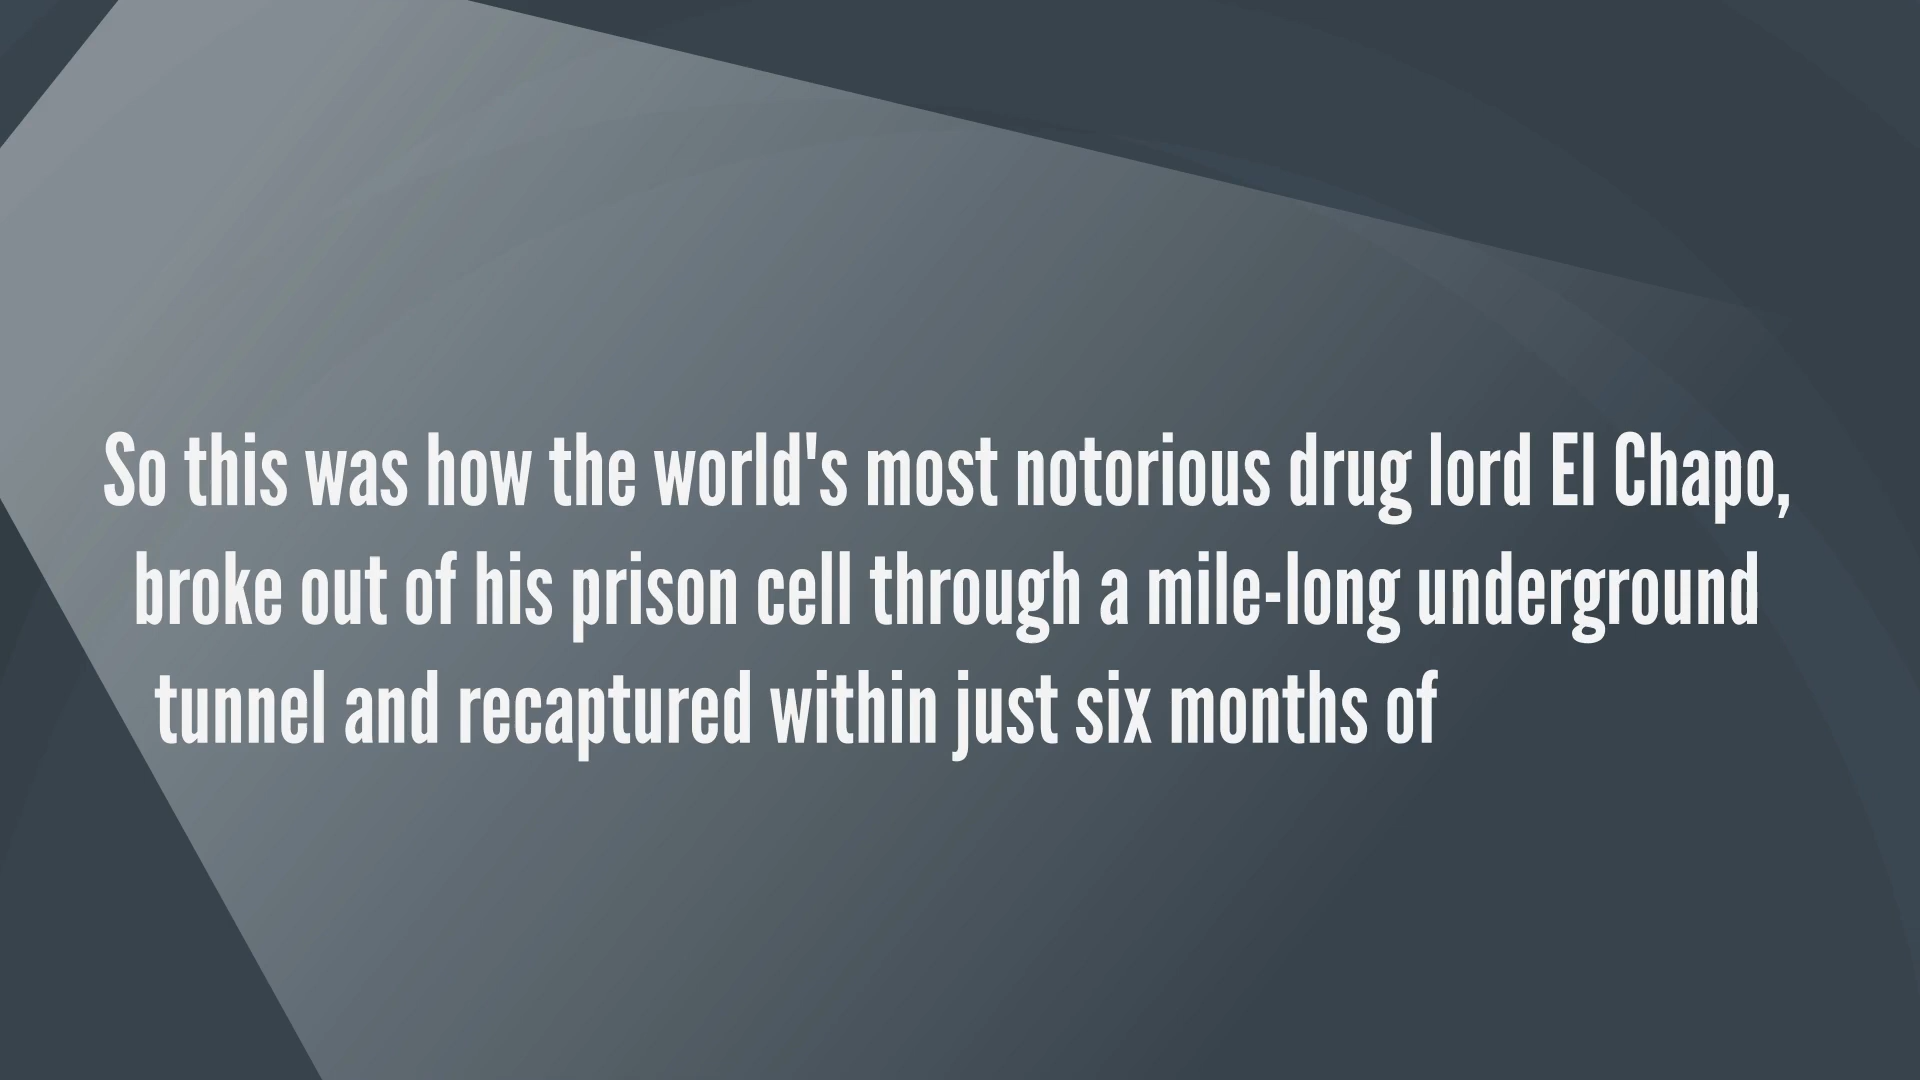 So this was how the world's most notorious drug lord El Chapo,
broke out of his prison cell through a mile-long underground
tunnel and recaptured within just six months of